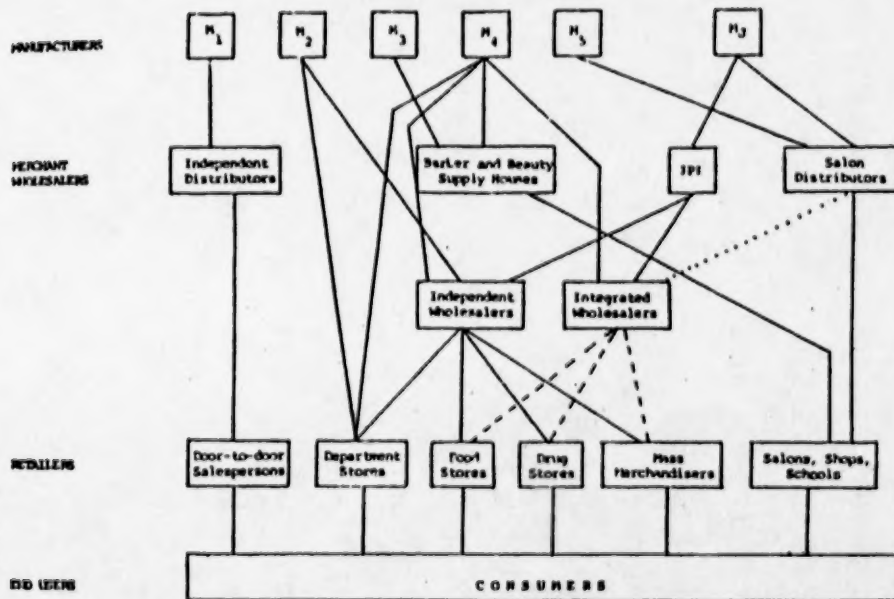 MANUFACTURERS
M1
M2
M3
M4
M5
MJ
MERCHANT
WHOLESALERS
Independent
Distributors
Barber and Beauty
Supply Houses
JPI
Salon
Distributors
Independent
Wholesalers
Integrated
Wholesalers
RETAILERS
Door-to-door
Salespersons
Department
Stores
Food
Stores
Drug
Stores
Mass
Merchandisers
Salons, Shops,
Schools
END USERS
CONSUMERS